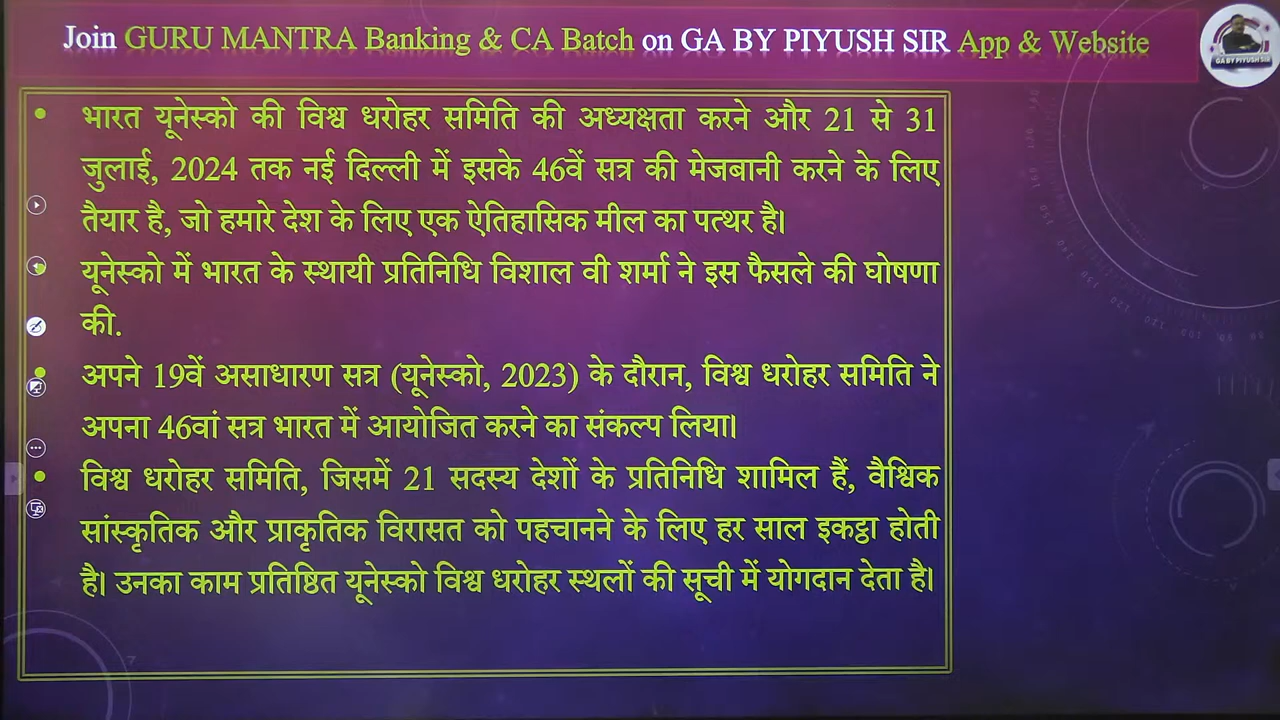 Join GURU MANTRA Banking & CA Batch on GA BY PIYUSH SIR App & Website
GA BY PIYUSH SIR
• भारत यूनेस्को की विश्व धरोहर समिति की अध्यक्षता करने और 21 से 31
जुलाई, 2024 तक नई दिल्ली में इसके 46वें सत्र की मेजबानी करने के लिए
तैयार है, जो हमारे देश के लिए एक ऐतिहासिक मील का पत्थर है।
• यूनेस्को में भारत के स्थायी प्रतिनिधि विशाल वी शर्मा ने इस फैसले की घोषणा
की.
• अपने 19वें असाधारण सत्र (यूनेस्को, 2023) के दौरान, विश्व धरोहर समिति ने
अपना 46वां सत्र भारत में आयोजित करने का संकल्प लिया।
• विश्व धरोहर समिति, जिसमें 21 सदस्य देशों के प्रतिनिधि शामिल हैं, वैश्विक
सांस्कृतिक और प्राकृतिक विरासत को पहचानने के लिए हर साल इकट्ठा होती
है। उनका काम प्रतिष्ठित यूनेस्को विश्व धरोहर स्थलों की सूची में योगदान देता है।